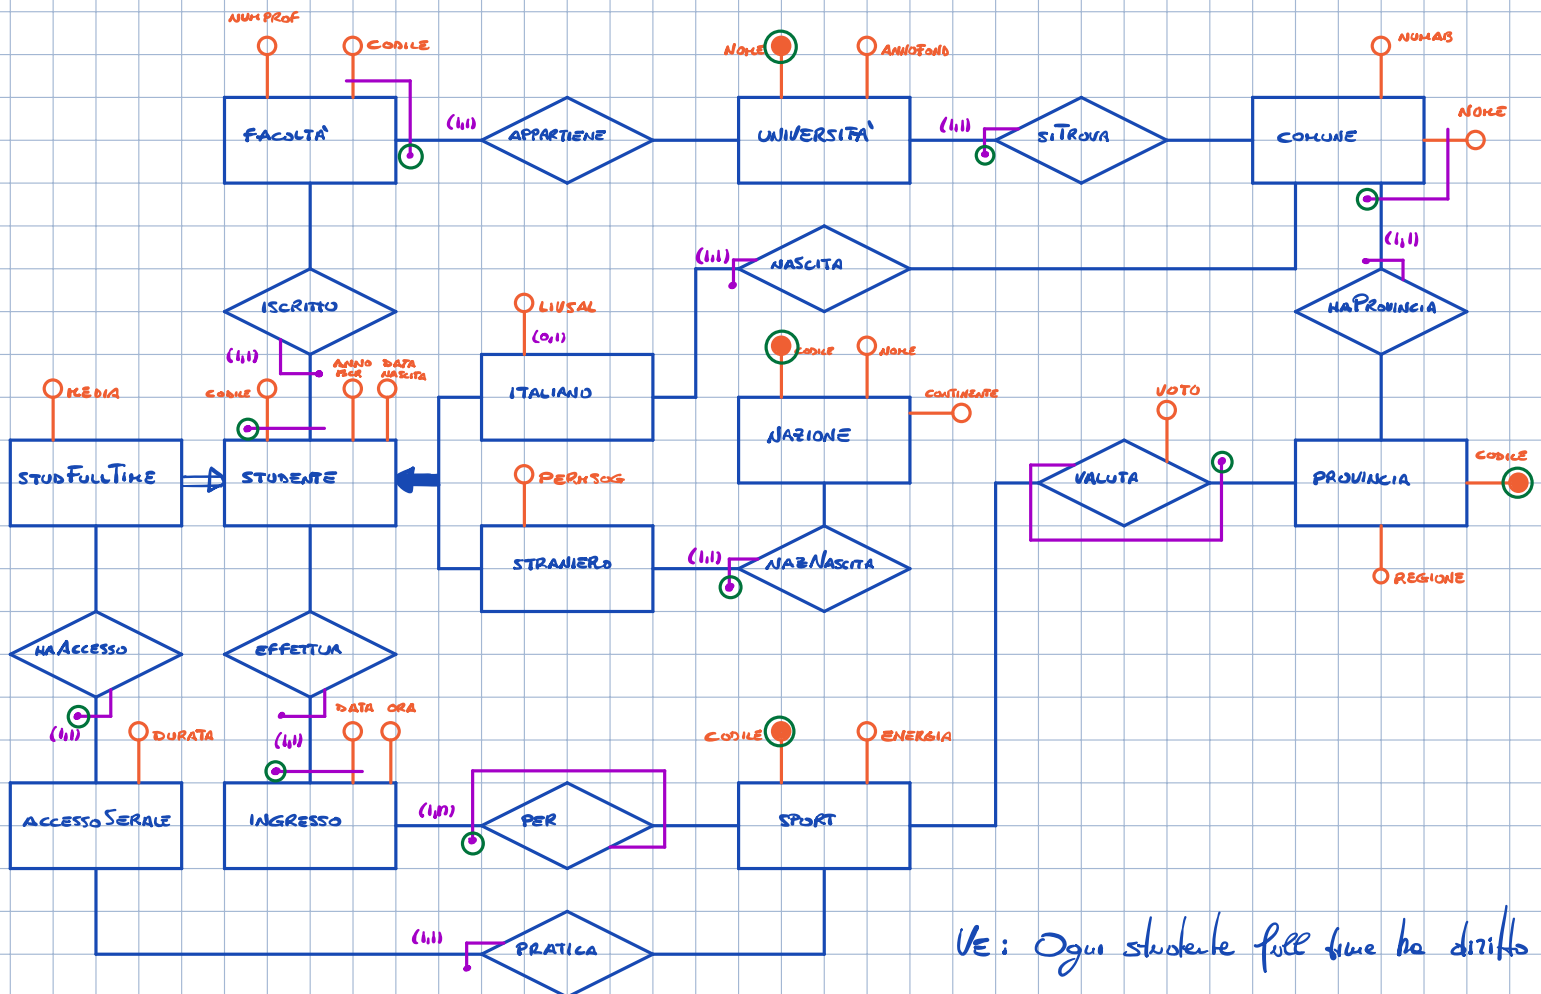 NUMPROF
CODICE
NOME
ANNOFOND
NUMAB
FACOLTÀ
(1,1)
APPARTIENE
UNIVERSITÀ
(1,1)
SITROVA
COMUNE
NOME
(1,1)
NASCITA
(1,1)
ISCRITTO
LIVSAL
(0,1)
HAPROVINCIA
(1,1)
MEDIA
CODICE
ANNO
ISCR
DATA
NASCITA
ITALIANO
CODICE
NOME
CONTINENTE
VOTO
NAZIONE
STUDFULLTIME
STUDENTE
PERMSOG
VALUTA
PROVINCIA
CODICE
STRANIERO
(1,1)
NAZNASCITA
REGIONE
HAACCESSO
EFFETTUA
(1,1)
DURATA
(1,1)
DATA
ORA
CODICE
ENERGIA
ACCESSOSERALE
INGRESSO
(1,n)
PER
SPORT
(1,1)
PRATICA
VE: Ogni studente full time ha diritto